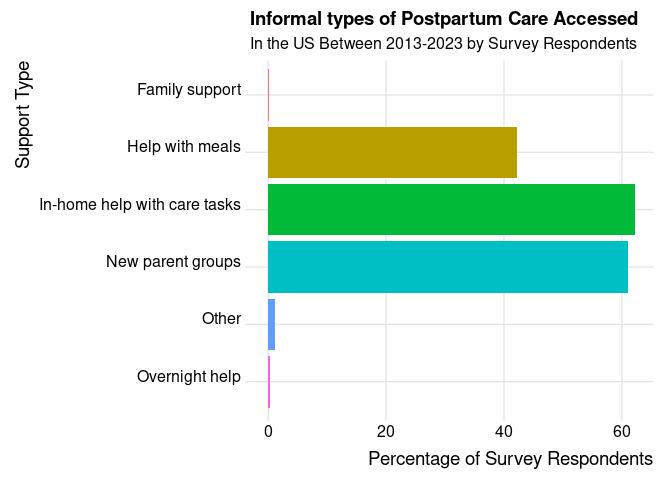 Informal types of Postpartum Care Accessed
In the US Between 2013-2023 by Survey Respondents
Support Type
Family support
Help with meals
In-home help with care tasks
New parent groups
Other
Overnight help
0 20 40 60
Percentage of Survey Respondents